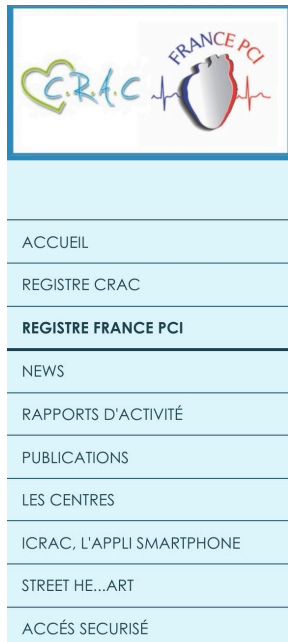 C.R.A.C
FRANCE PCI
ACCUEIL
REGISTRE CRAC
REGISTRE FRANCE PCI
NEWS
RAPPORTS D'ACTIVITÉ
PUBLICATIONS
LES CENTRES
ICRAC, L'APPLI SMARTPHONE
STREET HE...ART
ACCÉS SECURISÉ